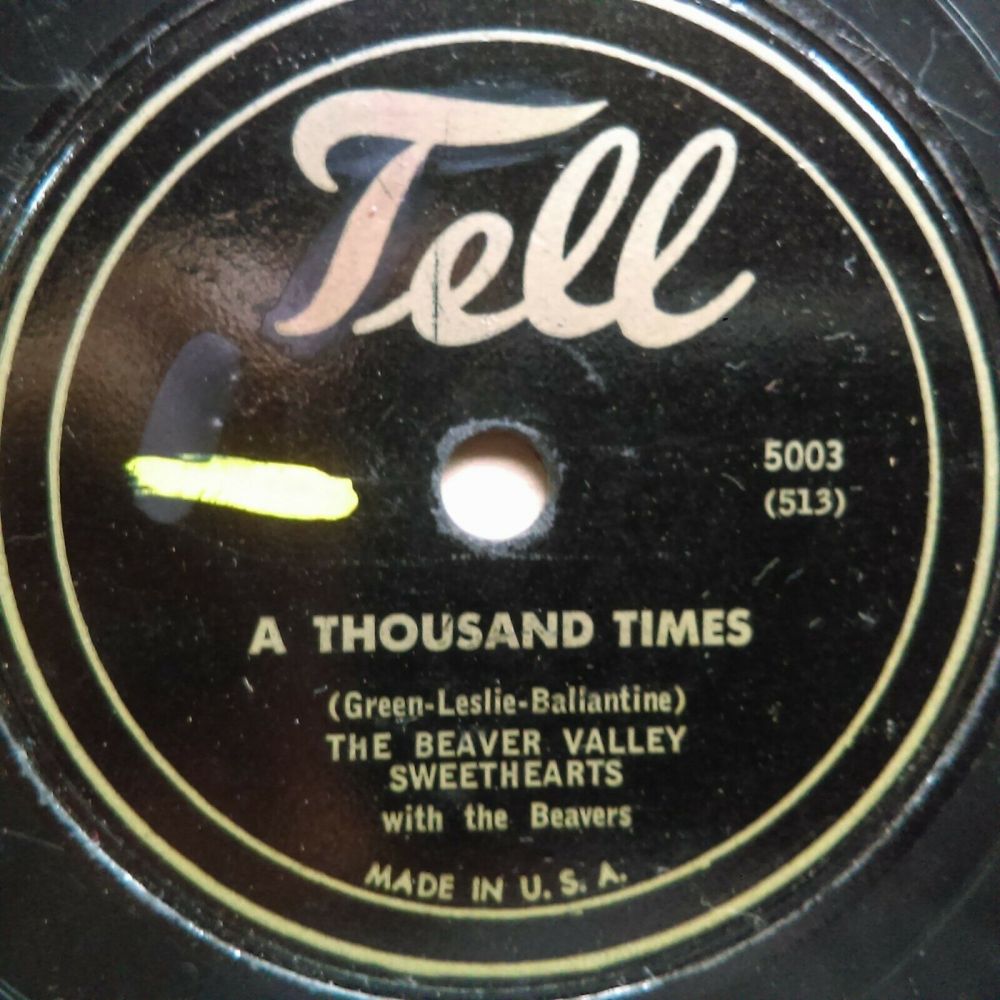 Tell
5003
(513)
A THOUSAND TIMES
(Green-Leslie-Ballantine)
THE BEAVER VALLEY
SWEETHEARTS
with the Beavers
MADE IN U. S. A.